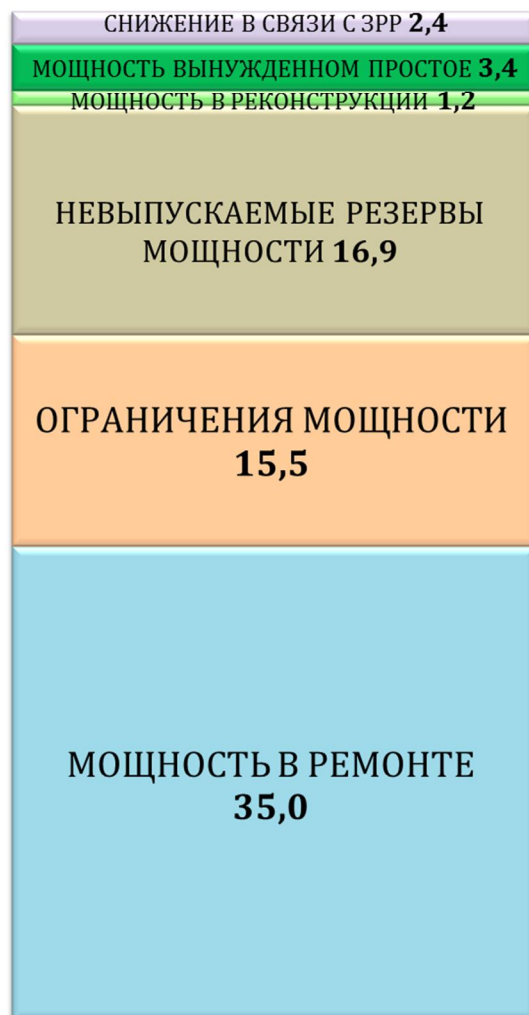 СНИЖЕНИЕ В СВЯЗИ С ЗРР 2,4
МОЩНОСТЬ ВЫНУЖДЕННОМ ПРОСТОЕ 3,4
МОЩНОСТЬ В РЕКОНСТРУКЦИИ 1,2
НЕВЫПУСКАЕМЫЕ РЕЗЕРВЫ
МОЩНОСТИ 16,9
ОГРАНИЧЕНИЯ МОЩНОСТИ
15,5
МОЩНОСТЬ В РЕМОНТЕ
35,0